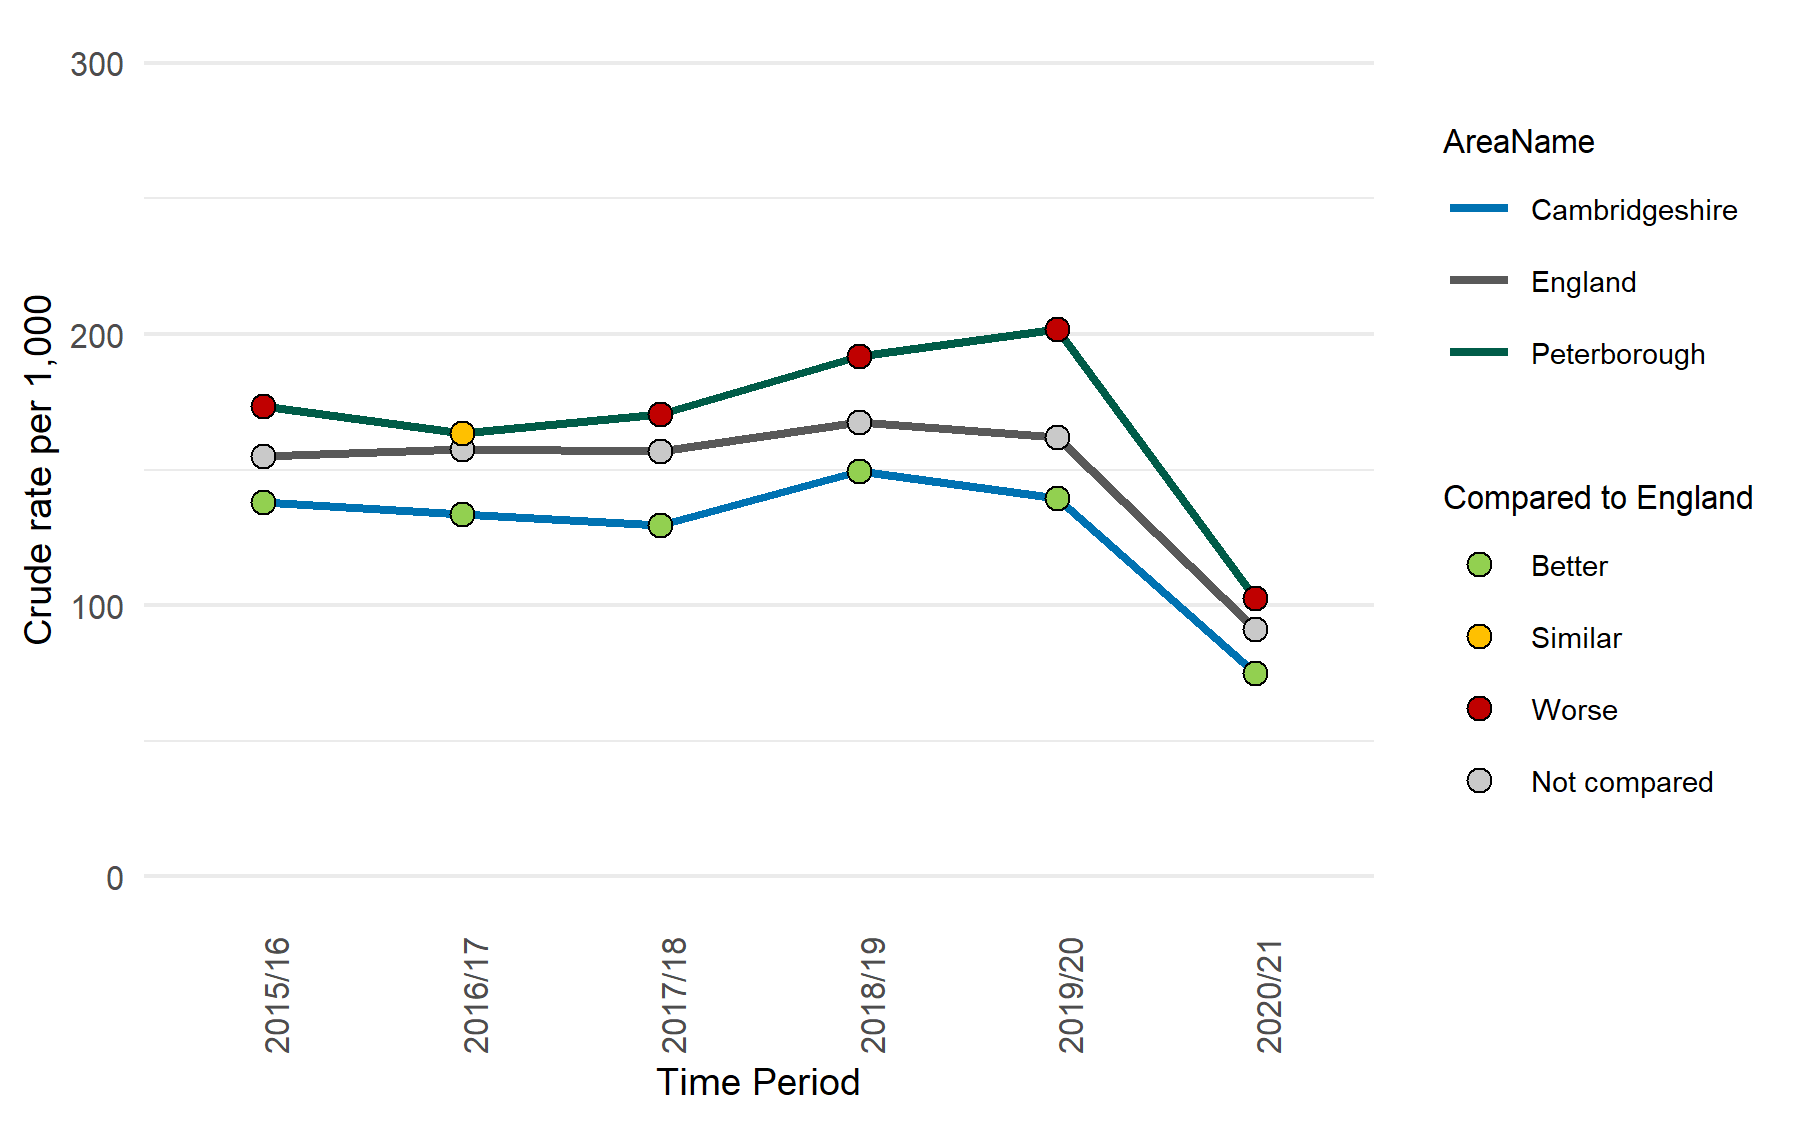 300
200
100
0
Crude rate per 1,000
2015/16
2016/17
2017/18
2018/19
2019/20
2020/21
Time Period
AreaName
Cambridgeshire
England
Peterborough
Compared to England
Better
Similar
Worse
Not compared